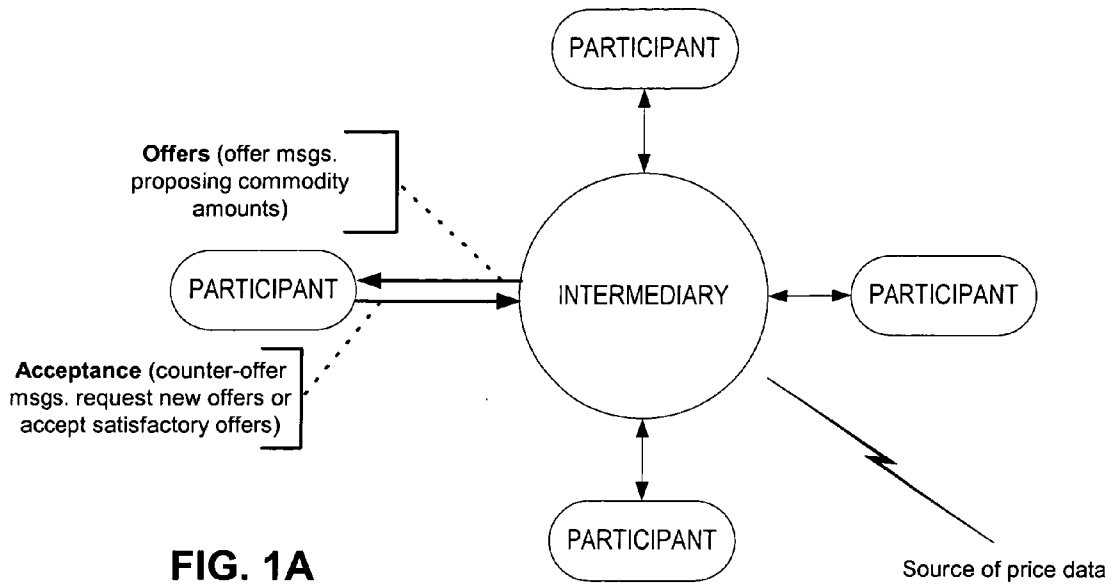 PARTICIPANT
Offers (offer msgs.
proposing commodity
amounts)
PARTICIPANT
INTERMEDIARY
PARTICIPANT
Acceptance (counter-offer
msgs. request new offers or
accept satisfactory offers)
PARTICIPANT
FIG. 1A
Source of price data